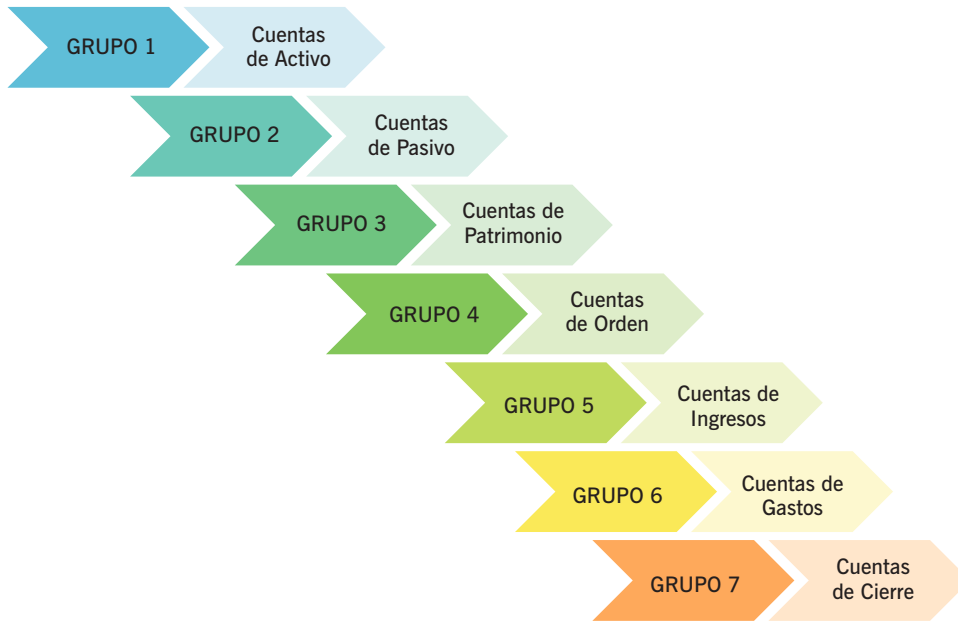 GRUPO 1
Cuentas
de Activo
GRUPO 2
Cuentas
de Pasivo
GRUPO 3
Cuentas de
Patrimonio
GRUPO 4
Cuentas
de Orden
GRUPO 5
Cuentas de
Ingresos
GRUPO 6
Cuentas de
Gastos
GRUPO 7
Cuentas
de Cierre